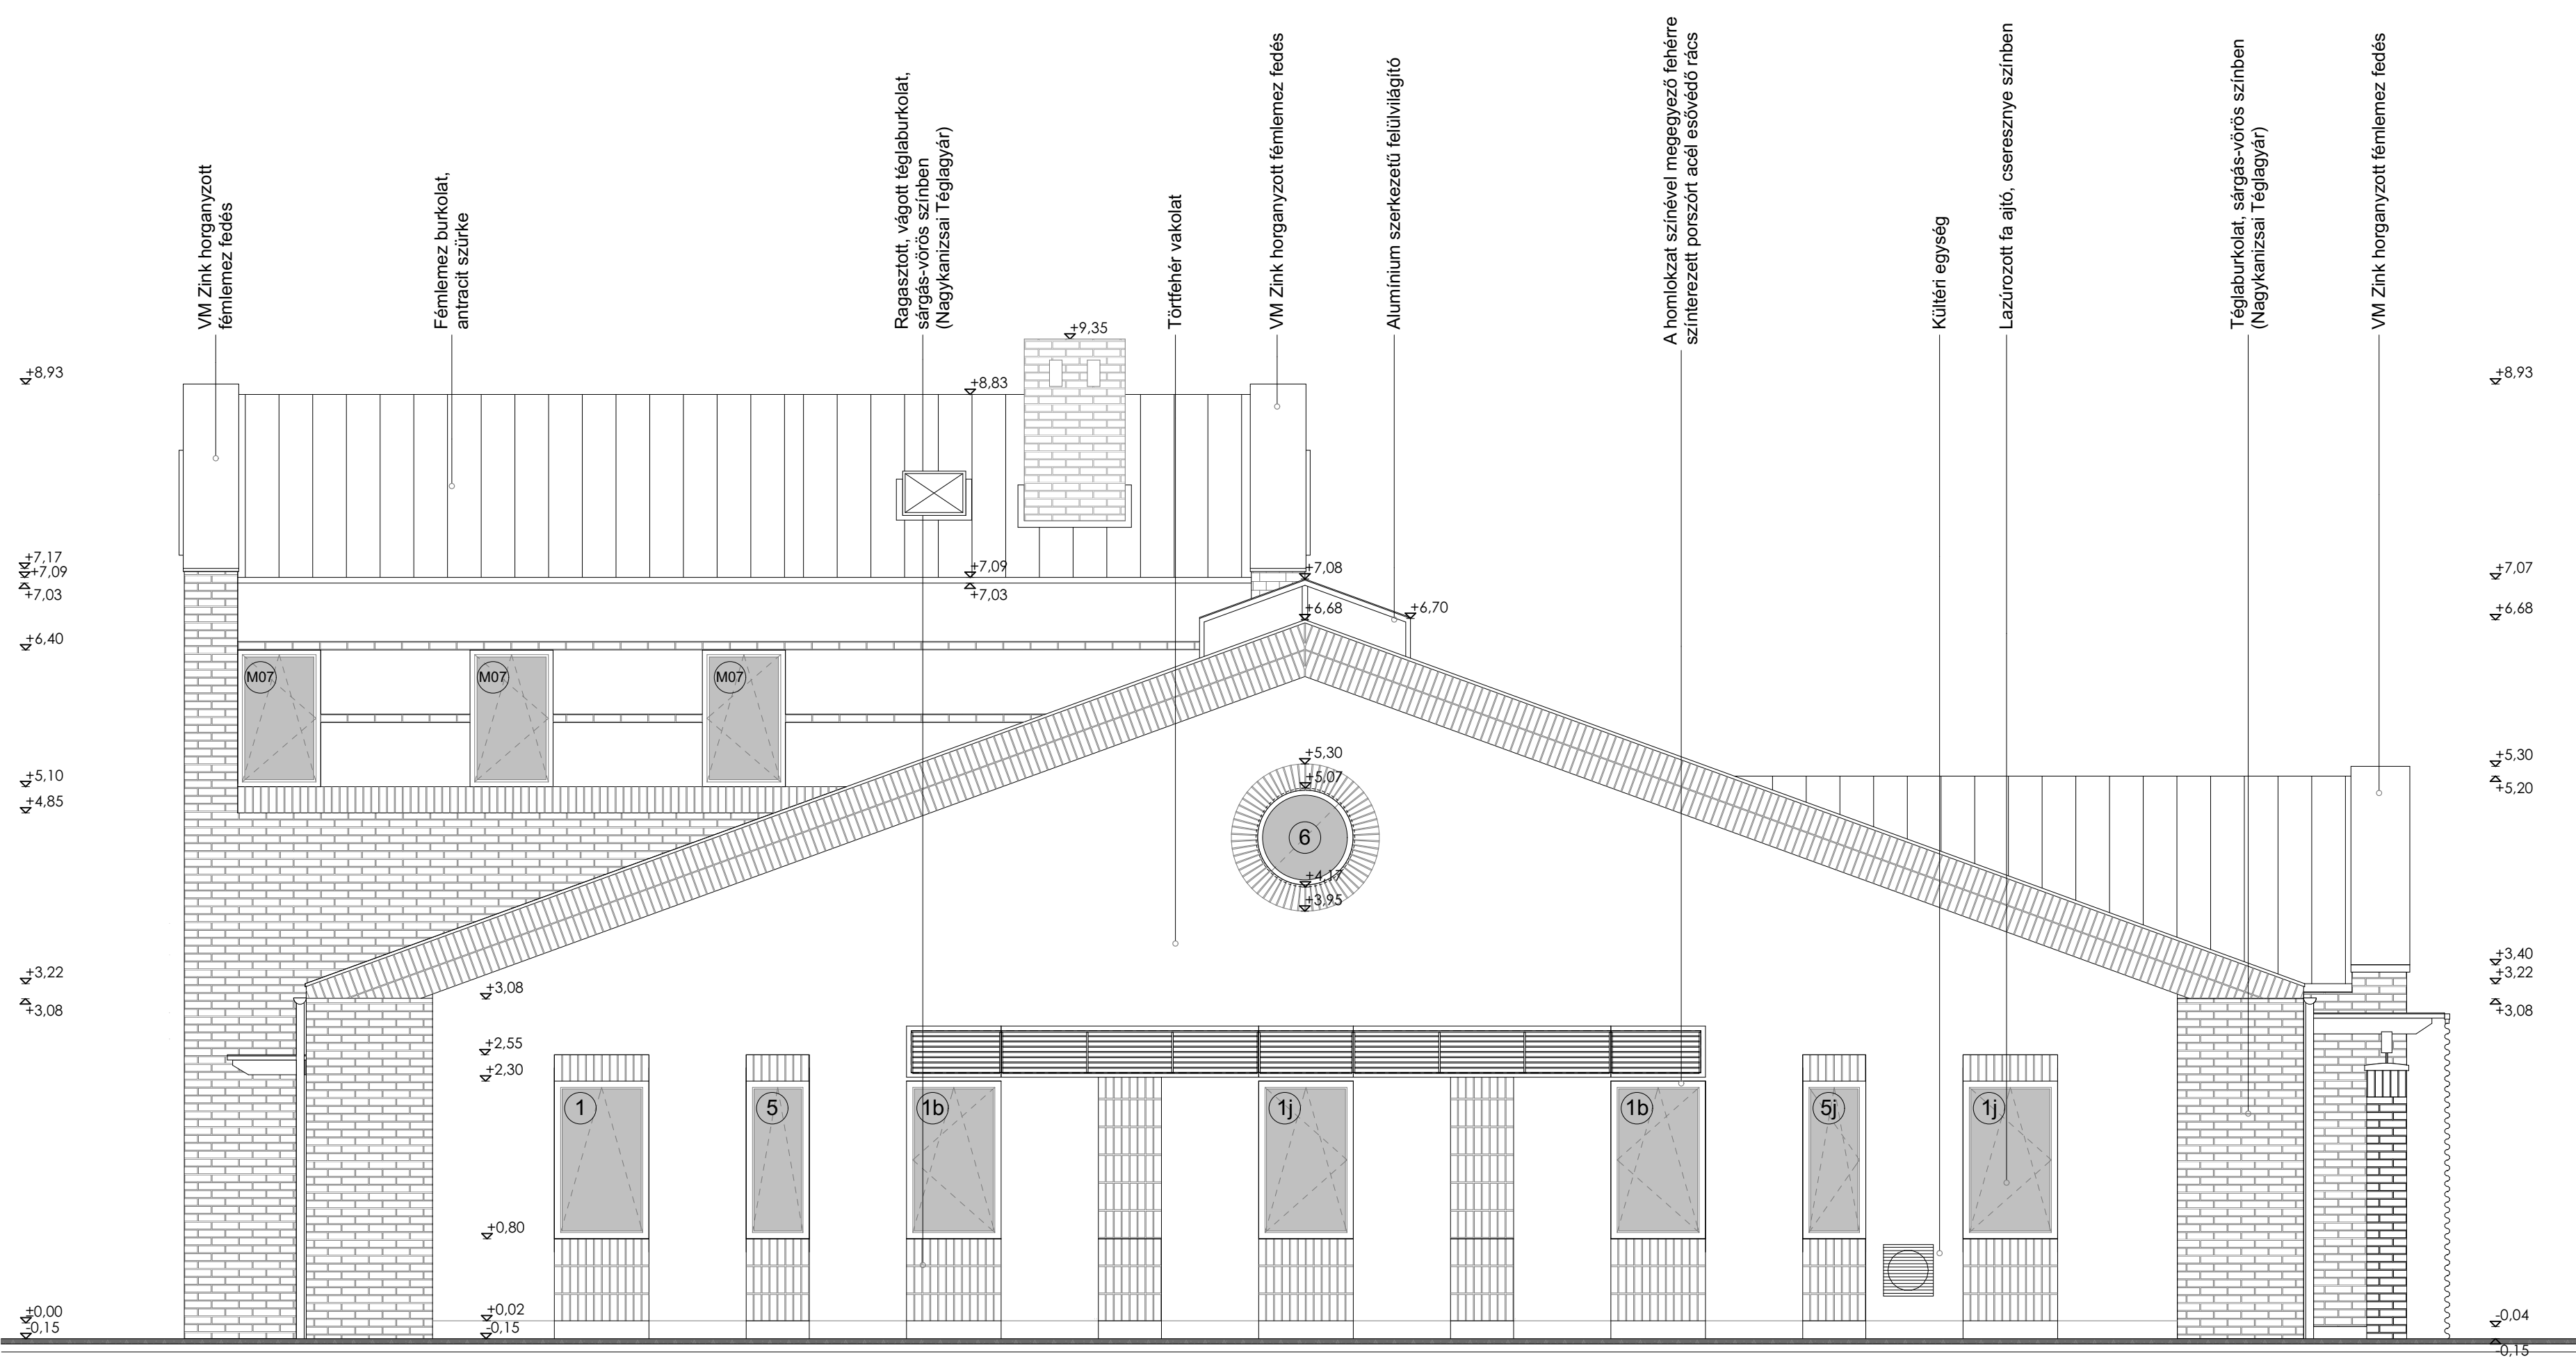 VM Zink horganyzott
fémlemez fedés
Fémlemez burkolat,
antracit szürke
Ragasztott, vágott téglaburkolat,
sárgás-vörös színben
(Nagykanizsai Téglagyár)
Törtfehér vakolat
VM Zink horganyzott fémlemez fedés
Alumínium szerkezetű felülvilágító
A homlokzat színével megegyező fehérre
színterezett porszórt acél esővédő rács
Kültéri egység
Lazúrozott fa ajtó, cseresznye színben
Téglaburkolat, sárgás-vörös színben
(Nagykanizsai Téglagyár)
VM Zink horganyzott fémlemez fedés
+9,35
+8,93
+8,83
+8,93
+7,17
+7,09
+7,03
+7,09
+7,03
+7,08
+7,07
+6,68
+6,70
+6,68
+6,40
M07
M07
M07
+5,30
+5,07
+5,30
+5,20
+5,10
+4,85
6
+4,17
+3,95
+3,22
+3,08
+3,08
+3,40
+3,22
+3,08
+2,55
+2,30
1
5
1b
1j
1b
5j
1j
+0,80
+0,00
-0,15
+0,02
-0,15
-0,04
-0,15